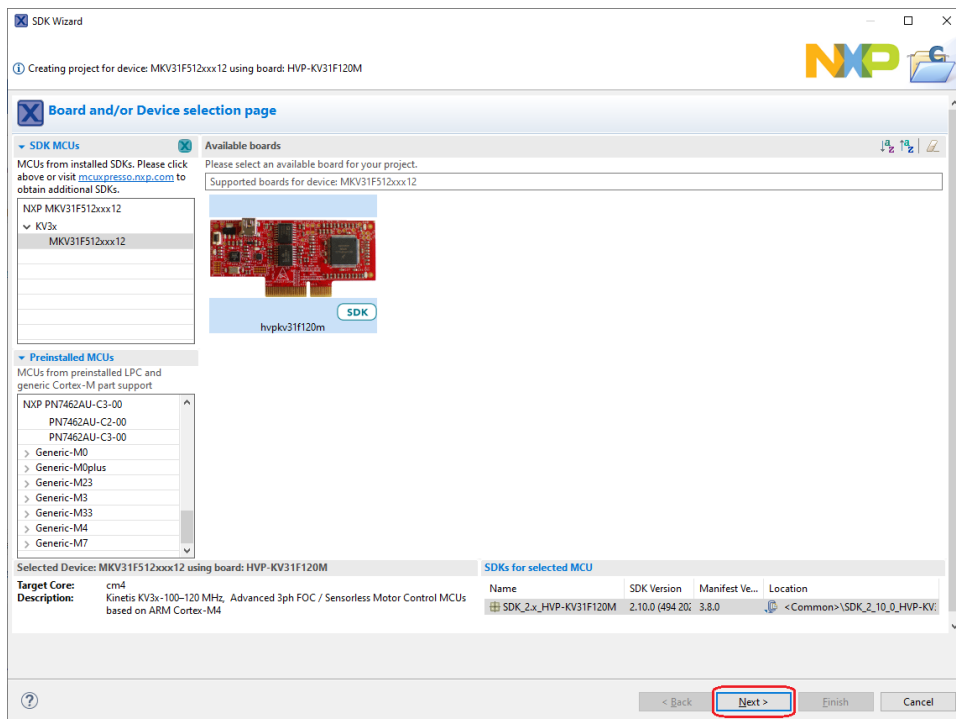 SDK Wizard
Creating project for device: MKV31F512xxx12 using board: HVP-KV31F120M
NXP
Board and/or Device selection page
SDK MCUs
MCUs from installed SDKs. Please click
above or visit mcuxpresso.nxp.com to
obtain additional SDKs.
NXP MKV31F512xxx12
KV3x
MKV31F512xxx12
Available boards
Please select an available board for your project.
Supported boards for device: MKV31F512xxx12
SDK
hvpkv31f120m
Preinstalled MCUs
MCUs from preinstalled LPC and
generic Cortex-M part support
NXP PN7462AU-C3-00
PN7462AU-C2-00
PN7462AU-C3-00
Generic-M0
Generic-M0plus
Generic-M23
Generic-M3
Generic-M33
Generic-M4
Generic-M7
Selected Device: MKV31F512xxx12 using board: HVP-KV31F120M
Target Core: cm4
Description: Kinetis KV3x-100–120 MHz, Advanced 3ph FOC / Sensorless Motor Control MCUs
based on ARM Cortex-M4
SDKs for selected MCU
Name SDK Version Manifest Ve... Location
SDK_2.x_HVP-KV31F120M 2.10.0 (494 202 3.8.0 <Common>\SDK_2_10_0_HVP-KV
< Back Next > Finish Cancel